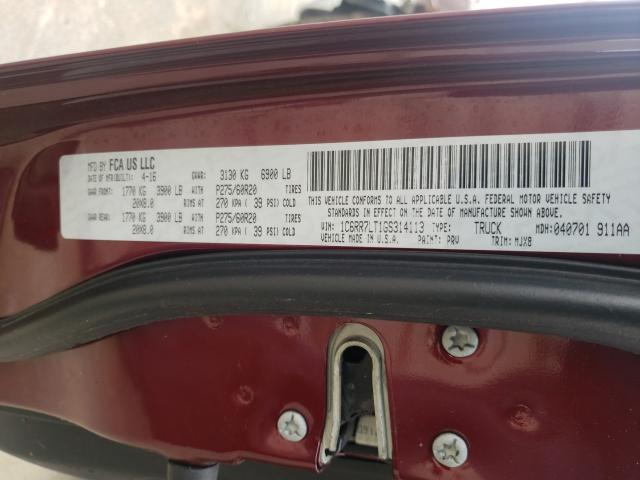 MFD BY FCA US LLC
DATE OF MFR(BUILT): 4-16 GVWR: 3130 KG 6900 LB
GAWR FRONT: 1770 KG 3900 LB WITH P275/60R20 TIRES
20X8.0 RIMS AT 270 KPA ( 39 PSI) COLD
GAWR REAR: 1770 KG 3900 LB WITH P275/60R20 TIRES
20X8.0 RIMS AT 270 KPA ( 39 PSI) COLD
THIS VEHICLE CONFORMS TO ALL APPLICABLE U.S.A. FEDERAL MOTOR VEHICLE SAFETY
STANDARDS IN EFFECT ON THE DATE OF MANUFACTURE SHOWN ABOVE.
VIN: 1C6RR7LT1GS314113 TYPE: TRUCK MDH: 040701 911AA
VEHICLE MADE IN U.S.A. PAINT: PRV TRIM: MJX8